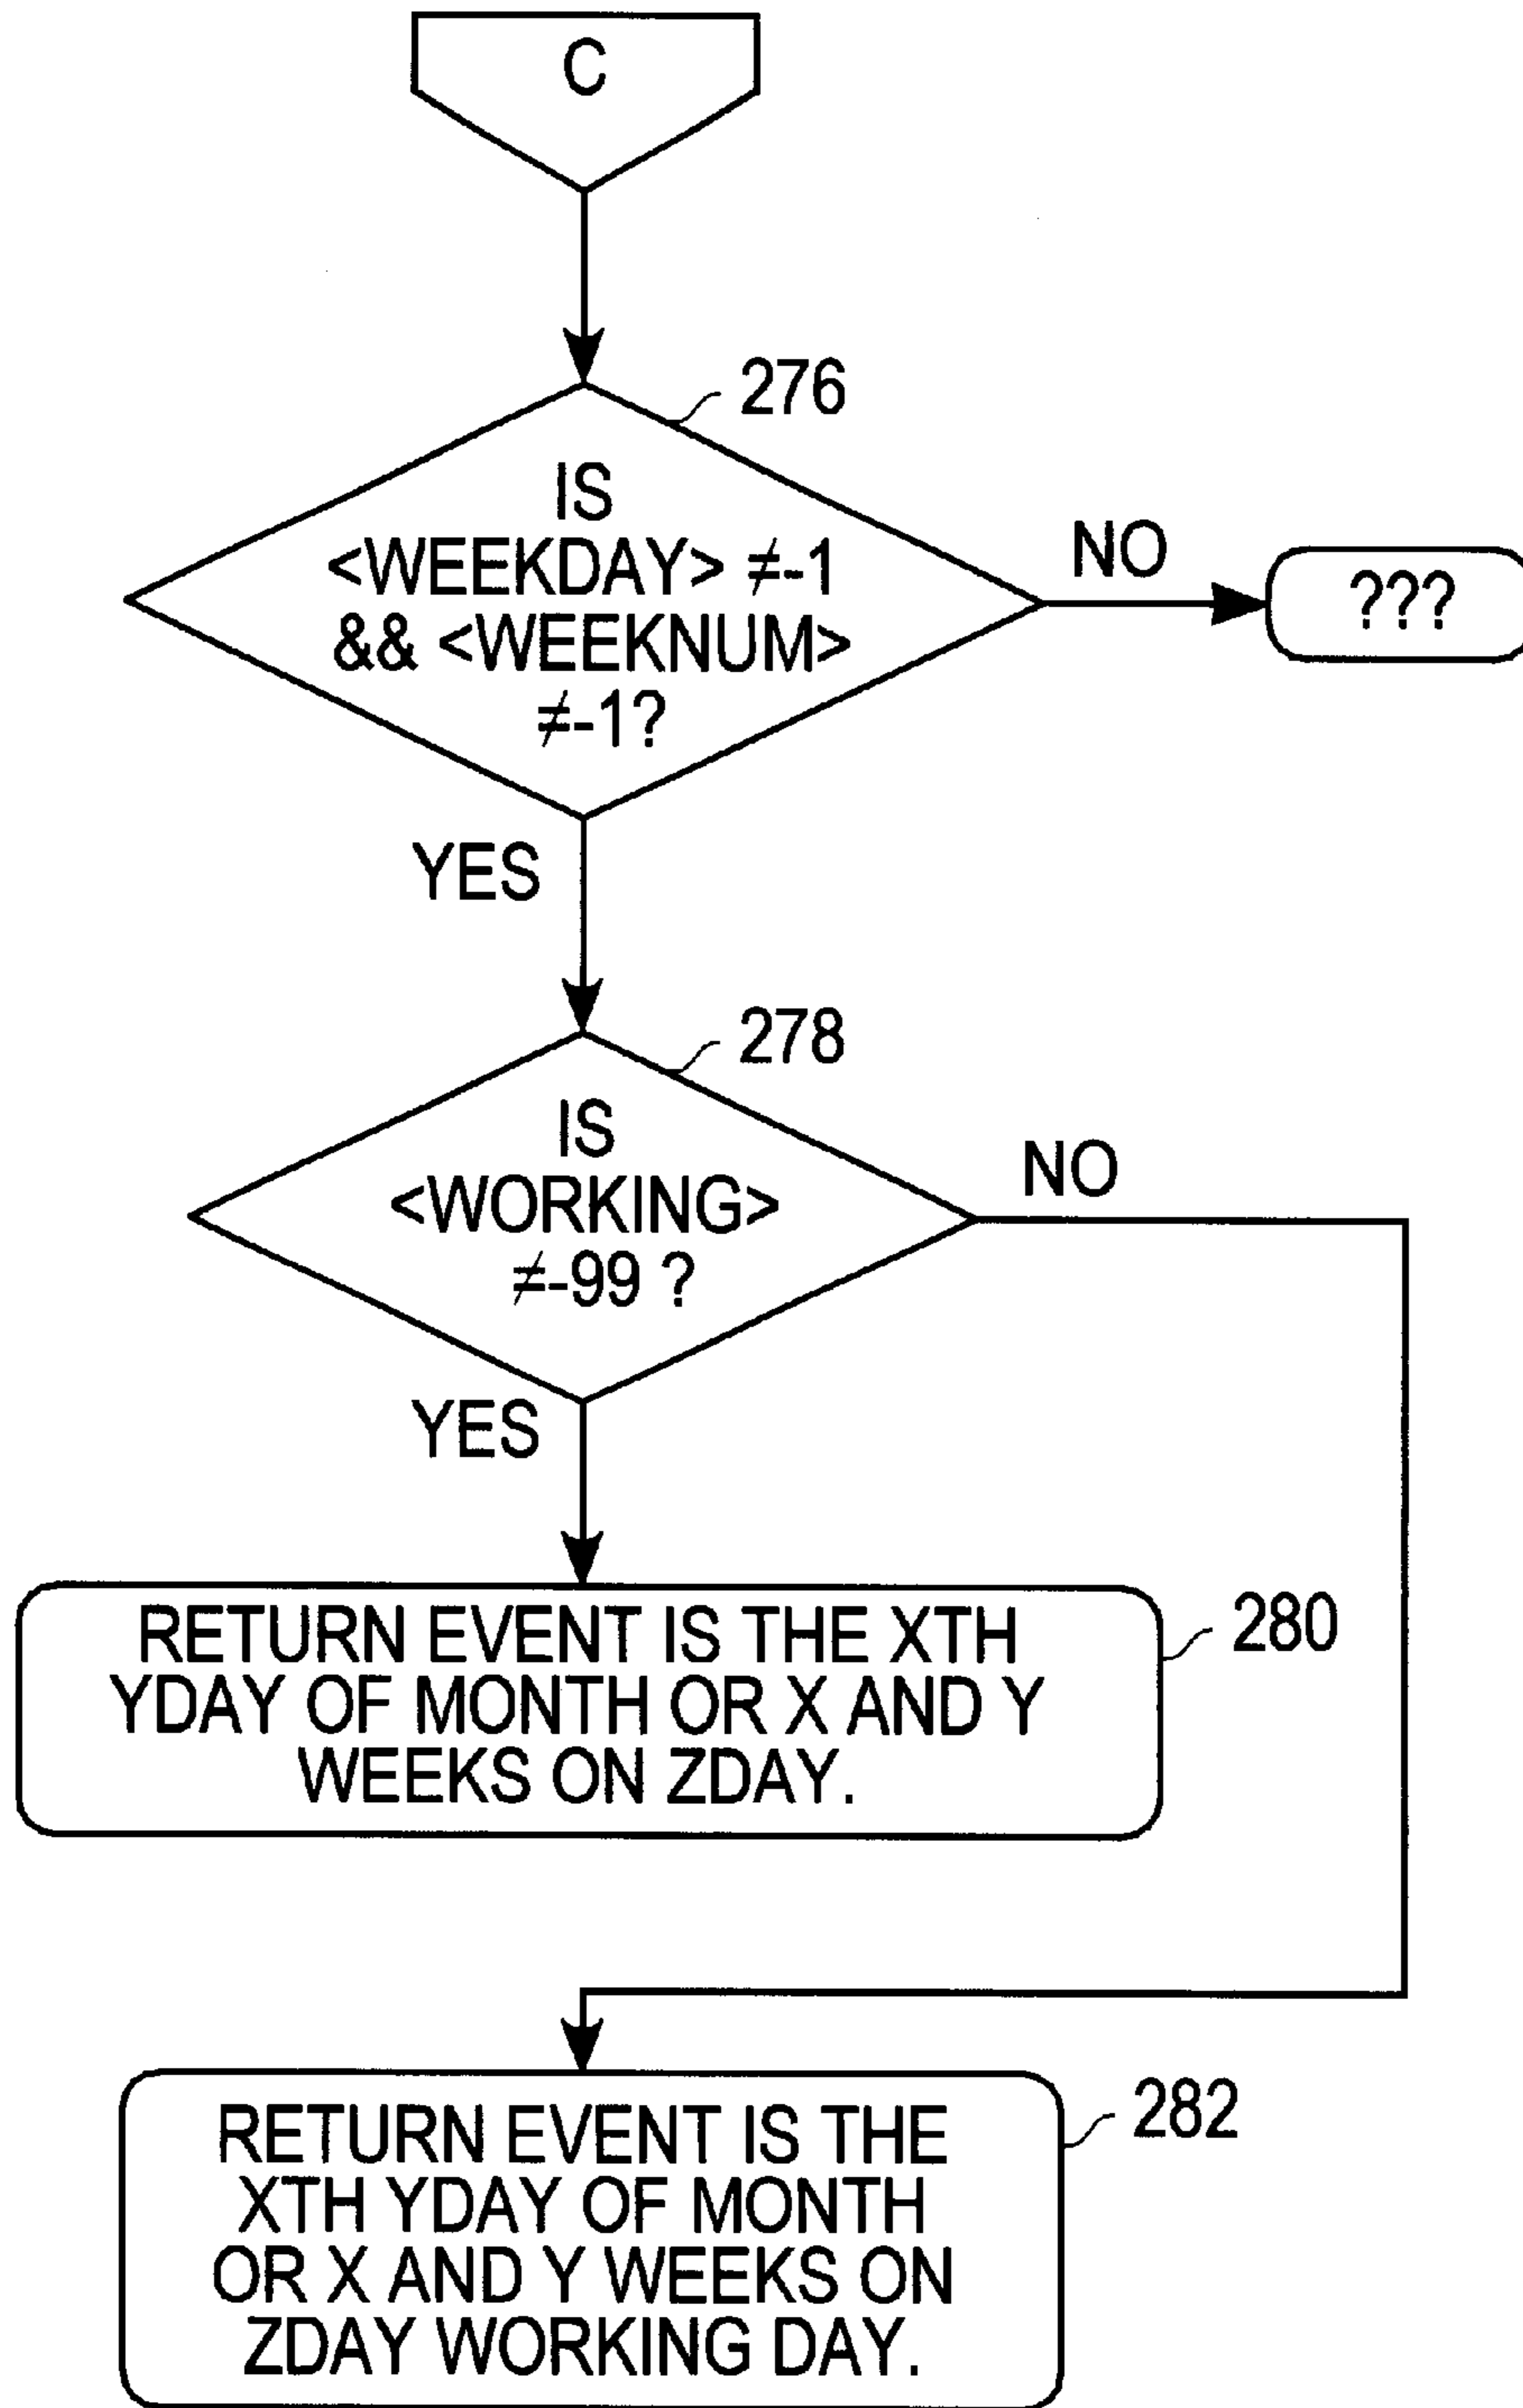 C
276
IS
<WEEKDAY> ≠-1
&& <WEEKNUM>
≠-1?
NO
???
YES
278
IS
<WORKING>
≠-99 ?
NO
YES
280
RETURN EVENT IS THE XTH
YDAY OF MONTH OR X AND Y
WEEKS ON ZDAY.
282
RETURN EVENT IS THE
XTH YDAY OF MONTH
OR X AND Y WEEKS ON
ZDAY WORKING DAY.